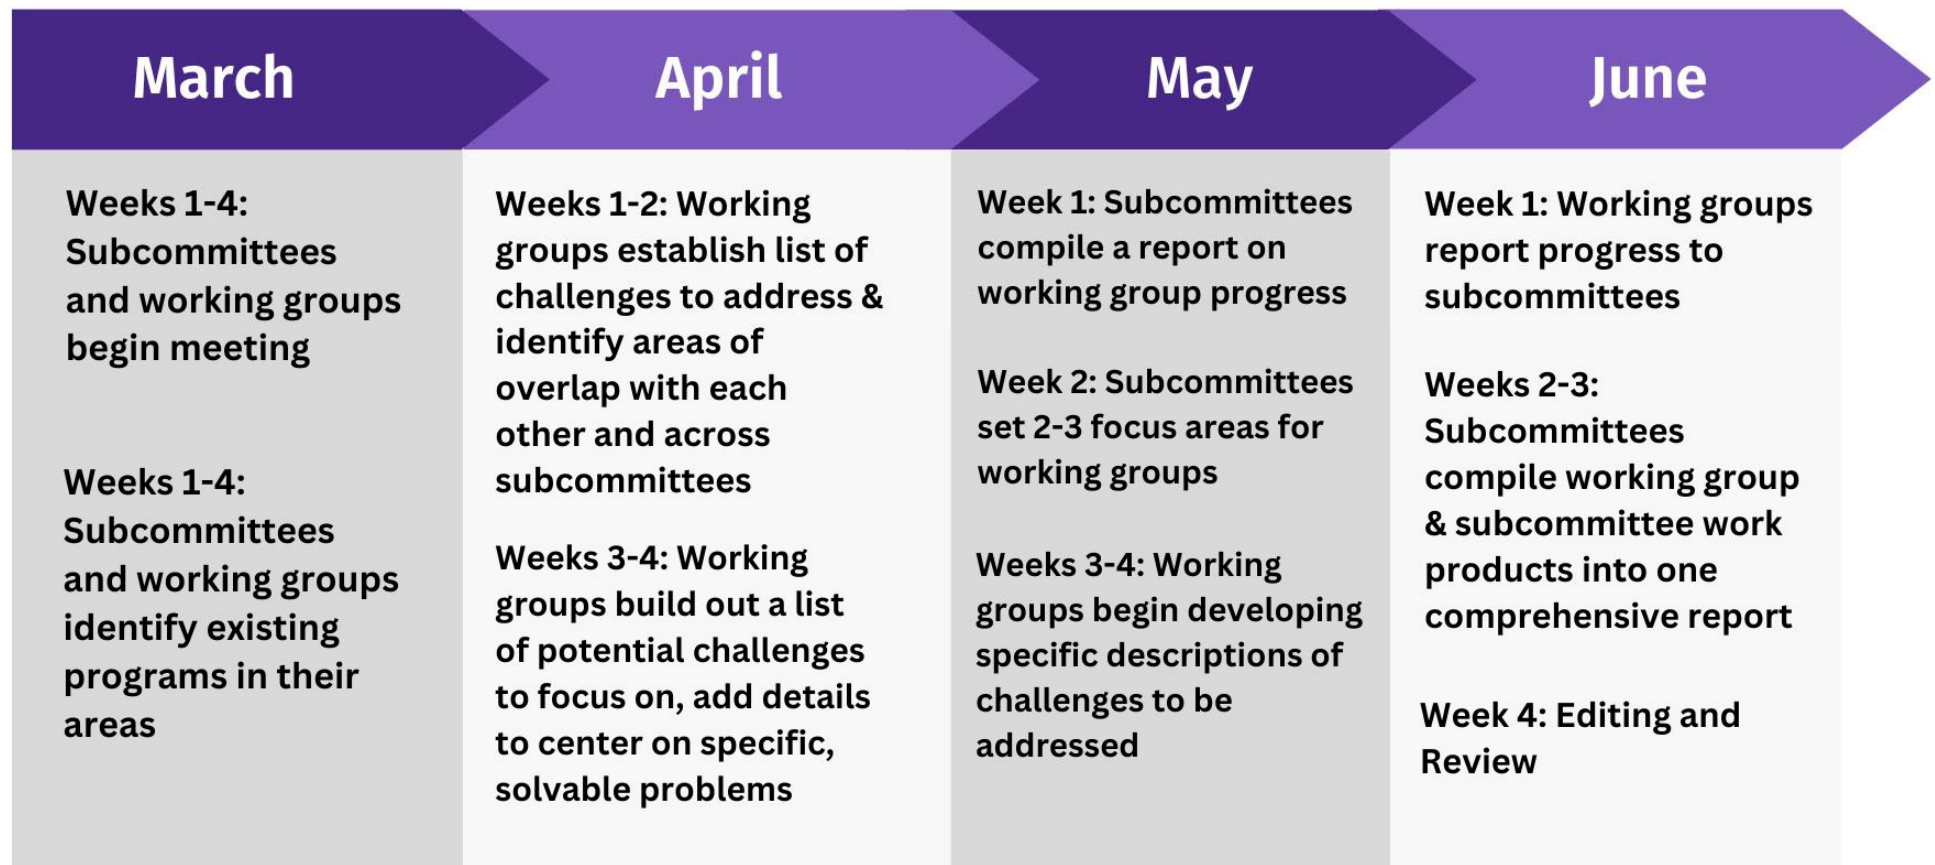 March
April
May
June
Weeks 1-4:
Subcommittees
and working groups
begin meeting
Weeks 1-4:
Subcommittees
and working groups
identify existing
programs in their
areas
Weeks 1-2: Working
groups establish list of
challenges to address &
identify areas of
overlap with each
other and across
subcommittees
Weeks 3-4: Working
groups build out a list
of potential challenges
to focus on, add details
to center on specific,
solvable problems
Week 1: Subcommittees
compile a report on
working group progress
Week 2: Subcommittees
set 2-3 focus areas for
working groups
Weeks 3-4: Working
groups begin developing
specific descriptions of
challenges to be
addressed
Week 1: Working groups
report progress to
subcommittees
Weeks 2-3:
Subcommittees
compile working group
& subcommittee work
products into one
comprehensive report
Week 4: Editing and
Review